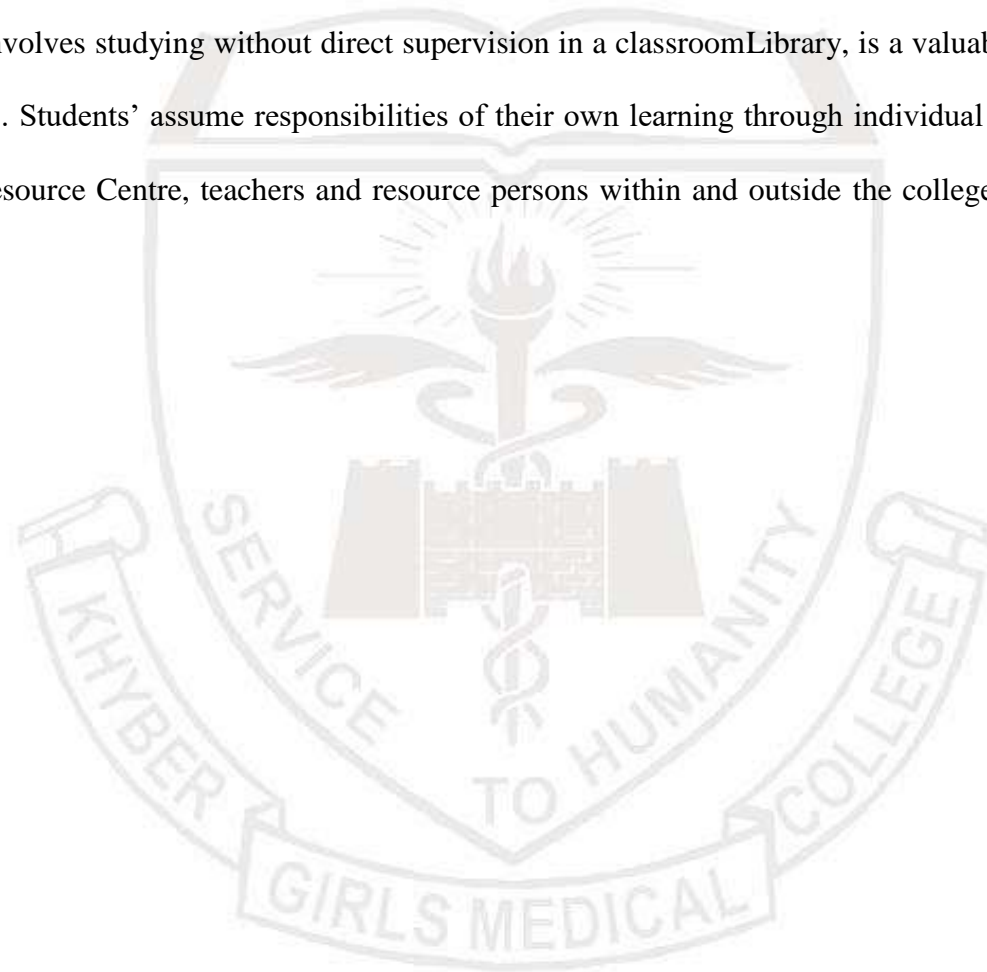 nvolves studying without direct supervision in a classroomLibrary, is a valuab
. Students’ assume responsibilities of their own learning through individual
esource Centre, teachers and resource persons within and outside the college
SERVICE TO HUMANITY
KHYBER GIRLS MEDICAL COLLEGE